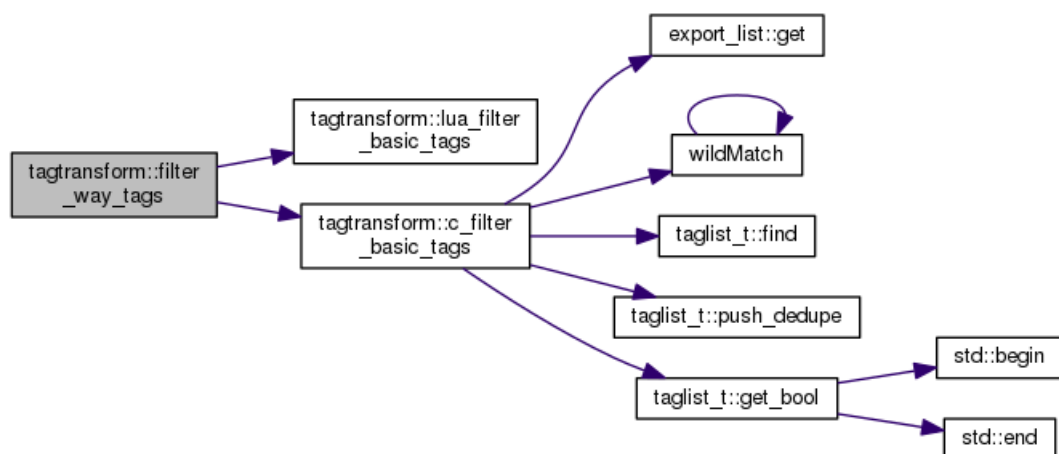 export_list::get
tagtransform::lua_filter
_basic_tags
wildMatch
tagtransform::filter
_way_tags
tagtransform::c_filter
_basic_tags
taglist_t::find
taglist_t::push_dedupe
std::begin
taglist_t::get_bool
std::end